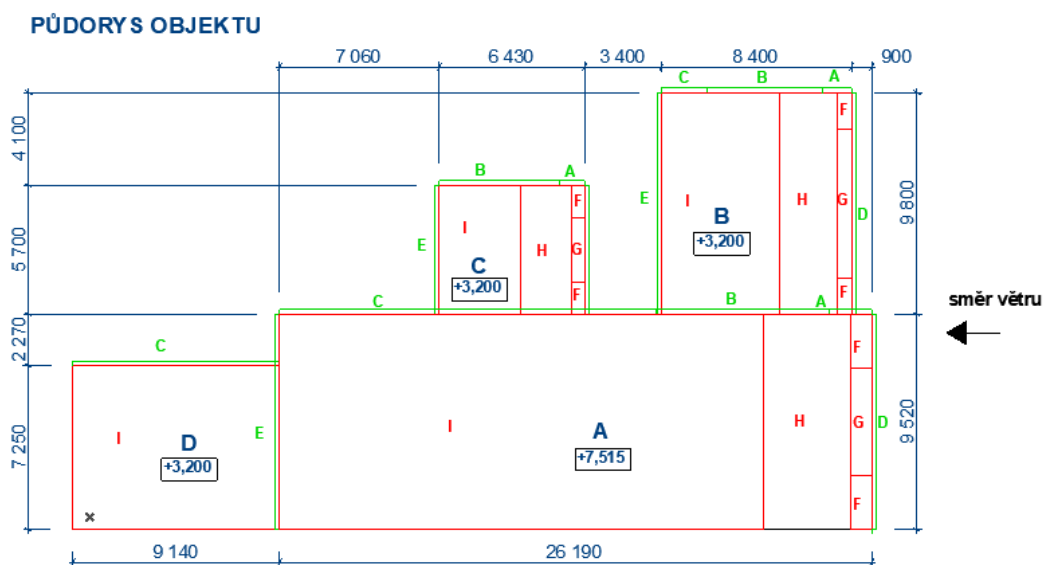 PŮDORYS OBJEKTU
7 060
6 430
3 400
8 400
900
C
B
A
4 100
F
B
A
E
I
H
G
D
9 800
F
B
+3,200
I
H
G
E
5 700
C
+3,200
F
F
C
B
A
směr větru
2 270
F
C
I
A
+7,515
H
G
D
9 520
E
I
D
+3,200
7 250
F
9 140
26 190